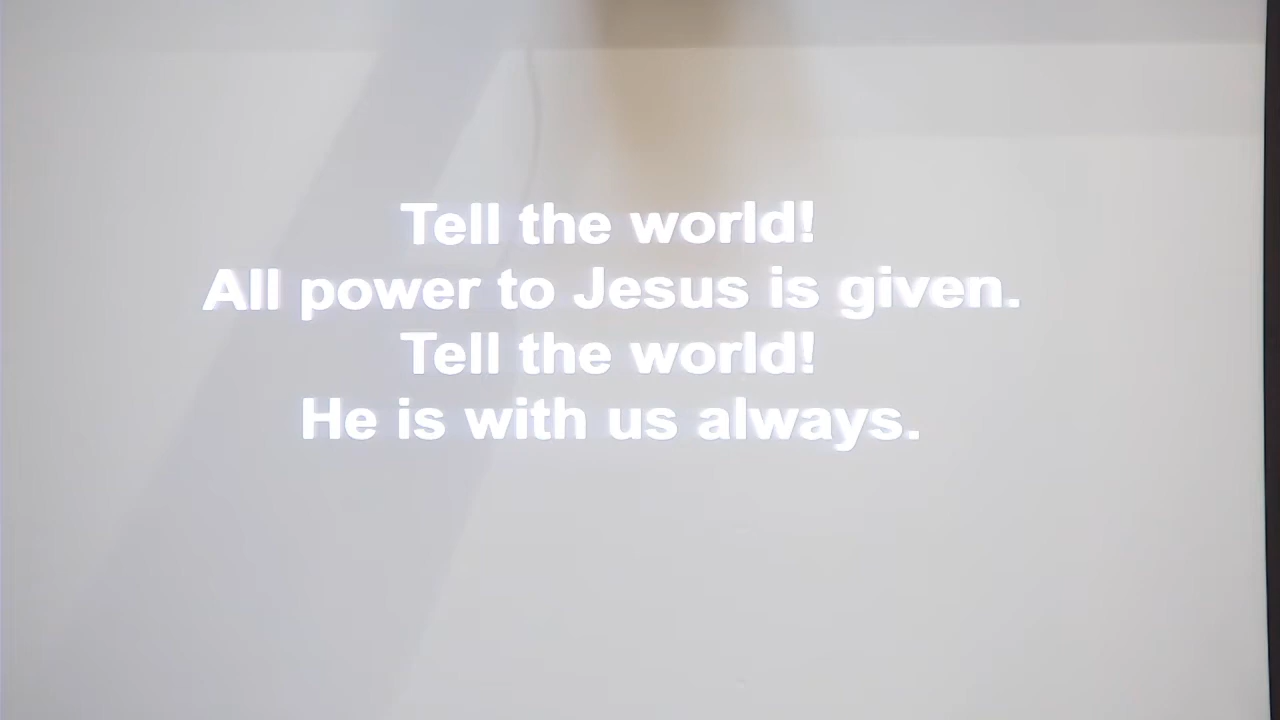 Tell the world!
All power to Jesus is given.
Tell the world!
He is with us always.